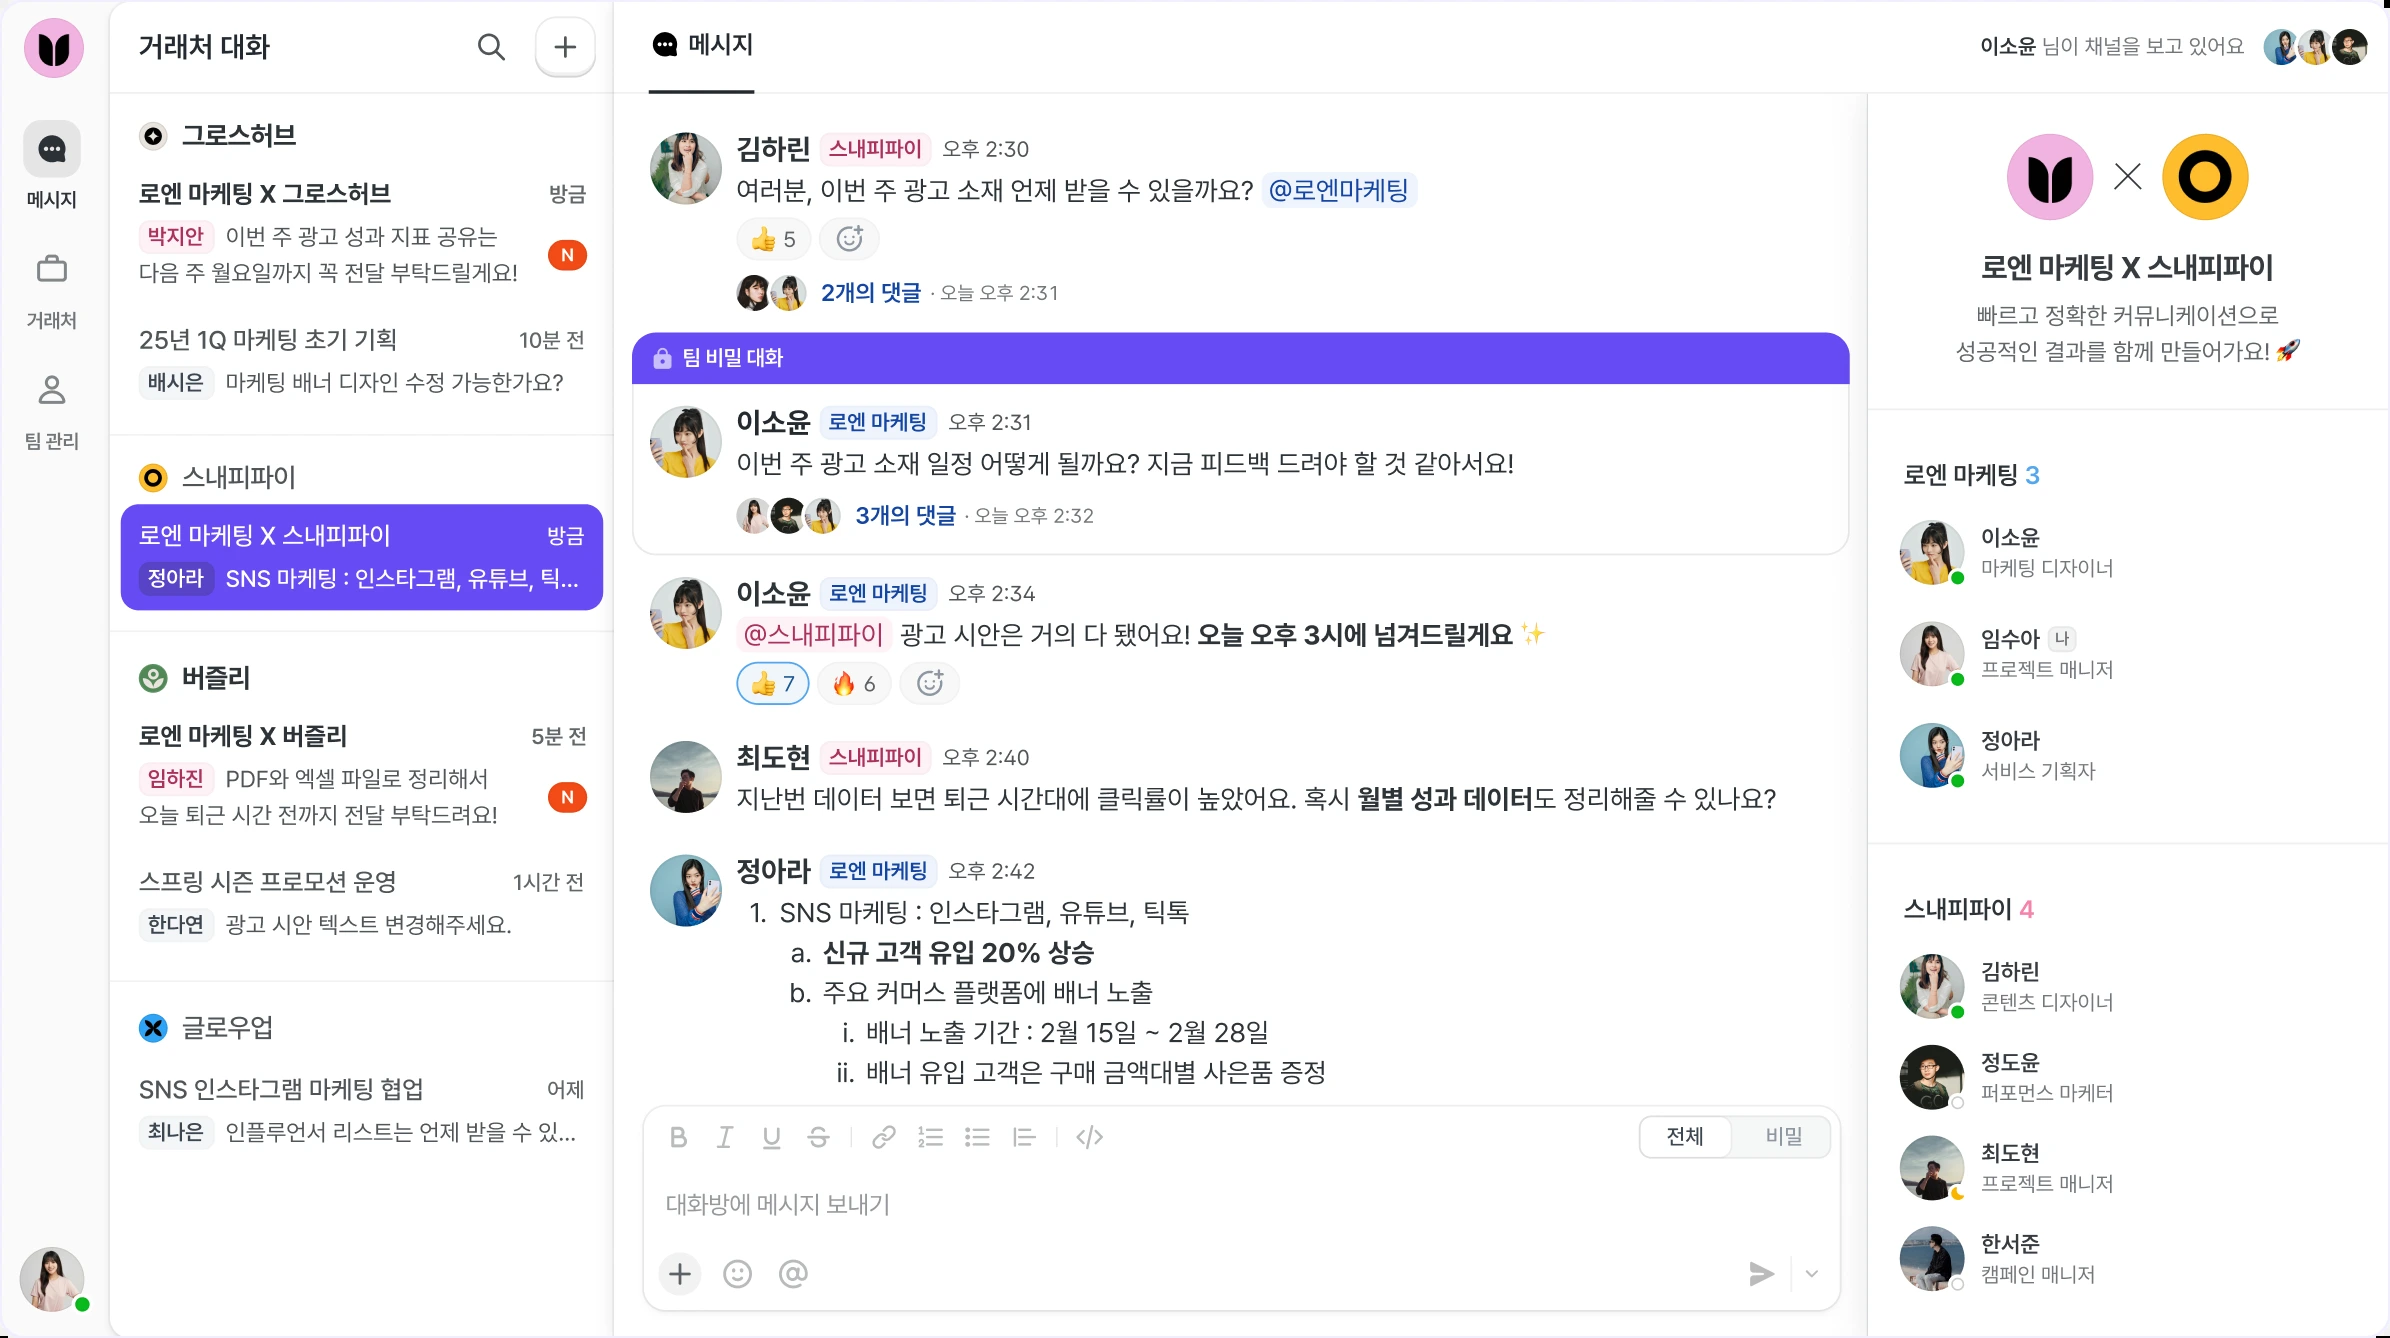 메시지
거래처
팀 관리
거래처 대화
그로스허브
로엔 마케팅 X 그로스허브 방금
박지안 이번 주 광고 성과 지표 공유는
다음 주 월요일까지 꼭 전달 부탁드릴게요!
N
25년 1Q 마케팅 초기 기획 10분 전
배시은 마케팅 배너 디자인 수정 가능한가요?
스내피파이
로엔 마케팅 X 스내피파이 방금
정아라 SNS 마케팅 : 인스타그램, 유튜브, 틱...
버즐리
로엔 마케팅 X 버즐리 5분 전
임하진 PDF와 엑셀 파일로 정리해서
오늘 퇴근 시간 전까지 전달 부탁드려요!
N
스프링 시즌 프로모션 운영 1시간 전
한다연 광고 시안 텍스트 변경해주세요.
글로우업
SNS 인스타그램 마케팅 협업 어제
최나은 인플루언서 리스트는 언제 받을 수 있...
메시지
이소윤 님이 채널을 보고 있어요
김하린 스내피파이 오후 2:30
여러분, 이번 주 광고 소재 언제 받을 수 있을까요? @로엔마케팅
👍 5
2개의 댓글 · 오늘 오후 2:31
팀 비밀 대화
이소윤 로엔 마케팅 오후 2:31
이번 주 광고 소재 일정 어떻게 될까요? 지금 피드백 드려야 할 것 같아서요!
3개의 댓글 · 오늘 오후 2:32
이소윤 로엔 마케팅 오후 2:34
@스내피파이 광고 시안은 거의 다 됐어요! 오늘 오후 3시에 넘겨드릴게요 ✨
👍 7 🔥 6
최도현 스내피파이 오후 2:40
지난번 데이터 보면 퇴근 시간대에 클릭률이 높았어요. 혹시 월별 성과 데이터도 정리해줄 수 있나요?
정아라 로엔 마케팅 오후 2:42
1. SNS 마케팅 : 인스타그램, 유튜브, 틱톡
a. 신규 고객 유입 20% 상승
b. 주요 커머스 플랫폼에 배너 노출
i. 배너 노출 기간 : 2월 15일 ~ 2월 28일
ii. 배너 유입 고객은 구매 금액대별 사은품 증정
B I U S </> 전체 비밀
대화방에 메시지 보내기
@
로엔 마케팅 X 스내피파이
빠르고 정확한 커뮤니케이션으로
성공적인 결과를 함께 만들어가요! 🚀
로엔 마케팅 3
이소윤
마케팅 디자이너
임수아 나
프로젝트 매니저
정아라
서비스 기획자
스내피파이 4
김하린
콘텐츠 디자이너
정도윤
퍼포먼스 마케터
최도현
프로젝트 매니저
한서준
캠페인 매니저